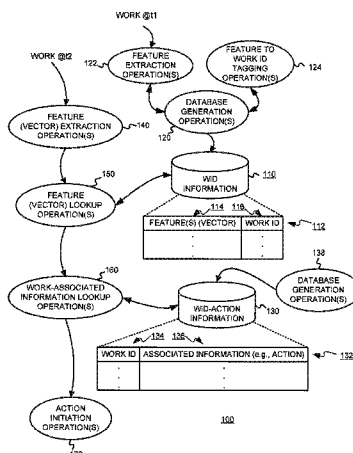 WORK @t1
WORK @t2
122
FEATURE
EXTRACTION
OPERATION(S)
FEATURE TO
WORK ID
TAGGING
OPERATION(S)
124
FEATURE
(VECTOR) EXTRACTION
OPERATION(S)
140
DATABASE
GENERATION
OPERATION(S)
120
150
FEATURE
(VECTOR) LOOKUP
OPERATION(S)
WID
INFORMATION
110
114
116
FEATURE(S) (VECTOR)
WORK ID
112
160
WORK-ASSOCIATED
INFORMATION LOOKUP
OPERATION(S)
138
DATABASE
GENERATION
OPERATION(S)
WID-ACTION
INFORMATION
130
134
136
WORK ID
ASSOCIATED INFORMATION (e.g., ACTION)
132
ACTION
INITIATION
OPERATION(S)
100